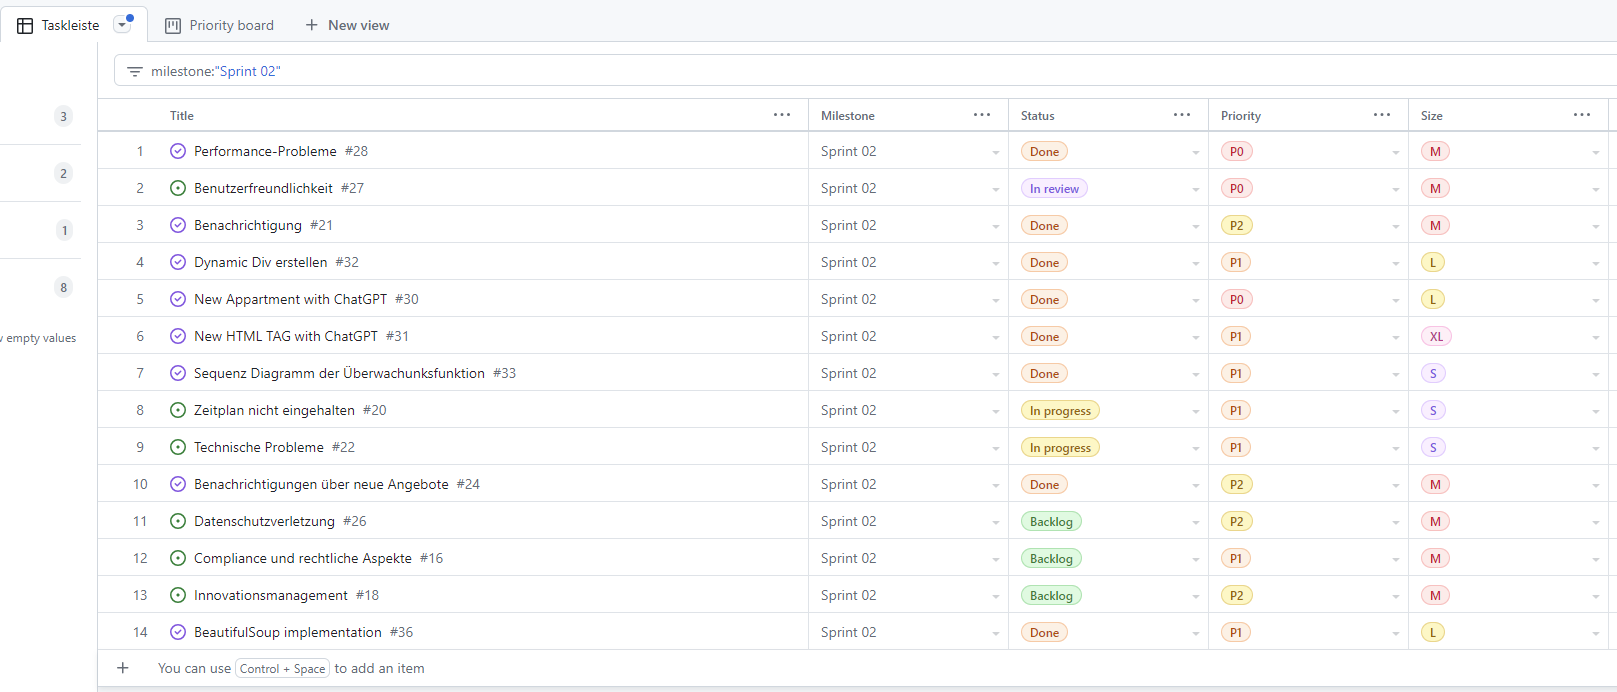 Taskleiste Priority board New view
milestone:"Sprint 02"
3
2
1
8
empty values
Title Milestone Status Priority Size
1 Performance-Probleme #28 Sprint 02 Done P0 M
2 Benutzerfreundlichkeit #27 Sprint 02 In review P0 M
3 Benachrichtigung #21 Sprint 02 Done P2 M
4 Dynamic Div erstellen #32 Sprint 02 Done P1 L
5 New Appartment with ChatGPT #30 Sprint 02 Done P0 L
6 New HTML TAG with ChatGPT #31 Sprint 02 Done P1 XL
7 Sequenz Diagramm der Überwachunksfunktion #33 Sprint 02 Done P1 S
8 Zeitplan nicht eingehalten #20 Sprint 02 In progress P1 S
9 Technische Probleme #22 Sprint 02 In progress P1 S
10 Benachrichtigungen über neue Angebote #24 Sprint 02 Done P2 M
11 Datenschutzverletzung #26 Sprint 02 Backlog P2 M
12 Compliance und rechtliche Aspekte #16 Sprint 02 Backlog P1 M
13 Innovationsmanagement #18 Sprint 02 Backlog P2 M
14 BeautifulSoup implementation #36 Sprint 02 Done P1 L
+ You can use Control + Space to add an item